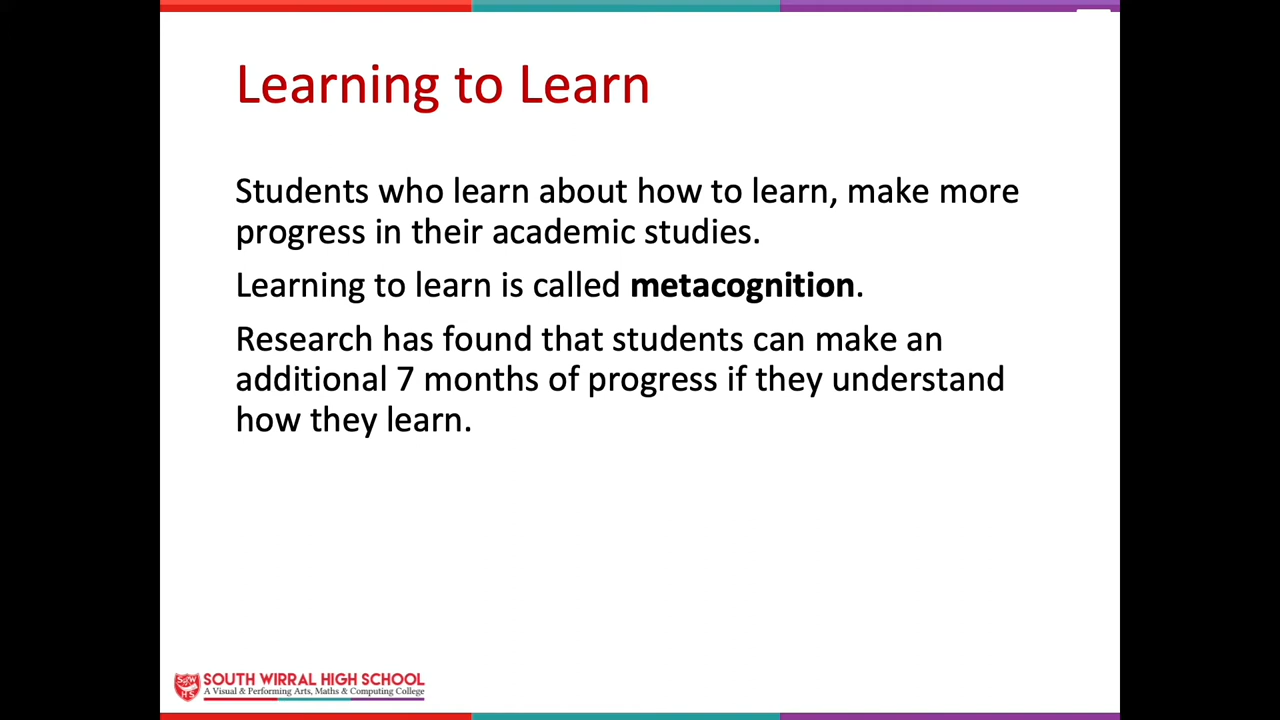 Learning to Learn
Students who learn about how to learn, make more
progress in their academic studies.
Learning to learn is called metacognition.
Research has found that students can make an
additional 7 months of progress if they understand
how they learn.
SOUTH WIRRAL HIGH SCHOOL
A Visual & Performing Arts, Maths & Computing College